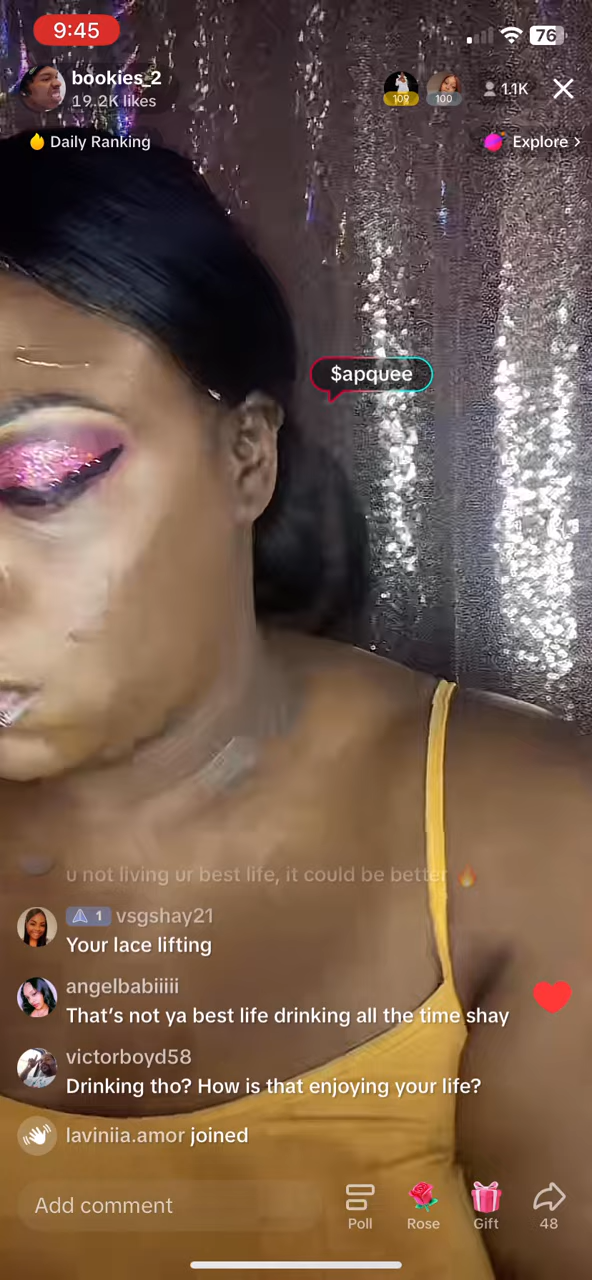 9:45
76
bookies_2
19.2K likes
109
100
1.1K
Daily Ranking
Explore >
$apquee
u not living ur best life, it could be better 🔥
1 vsgshay21
Your lace lifting
angelbabiiiii
That's not ya best life drinking all the time shay
victorboyd58
Drinking tho? How is that enjoying your life?
laviniia.amor joined
Add comment
Poll
Rose
Gift
48